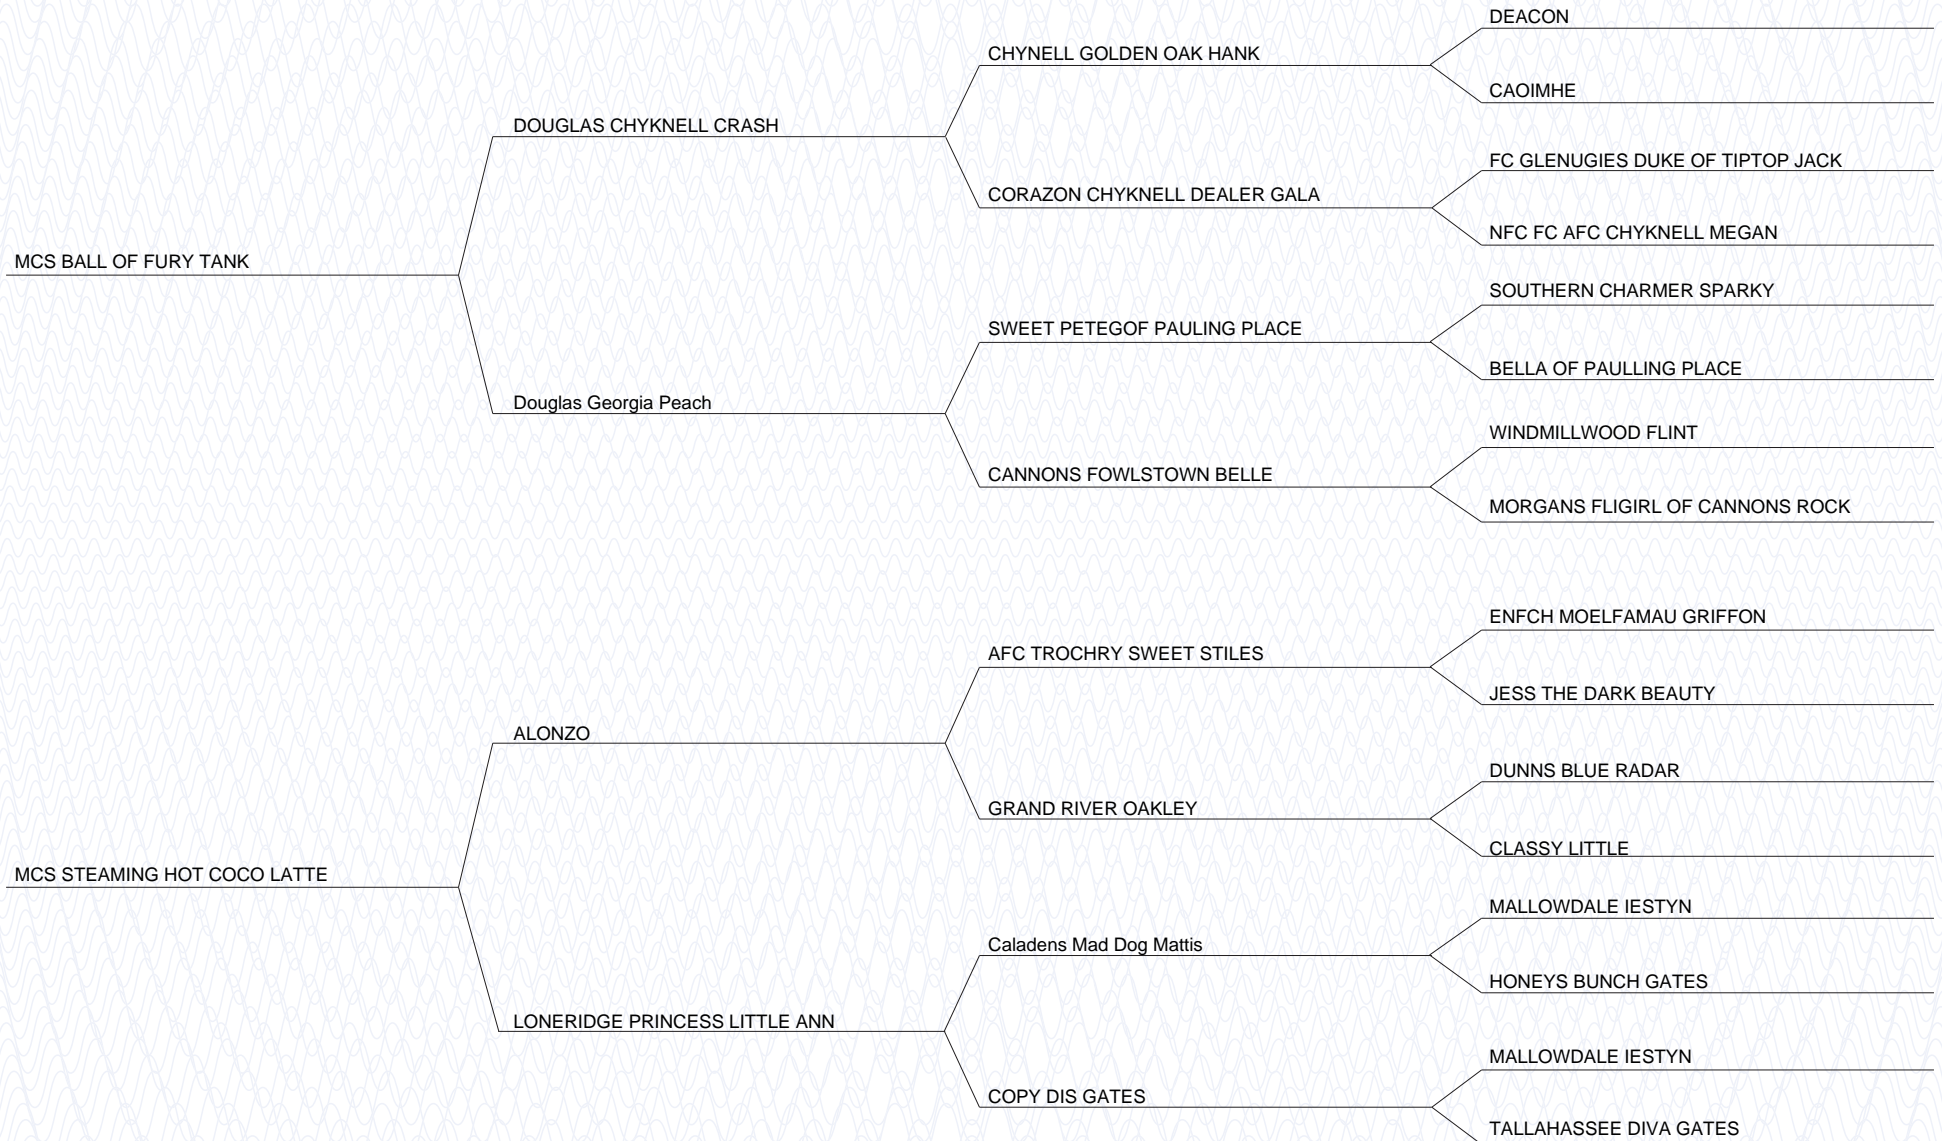 DEACON
CHYNELL GOLDEN OAK HANK
CAOIMHE
DOUGLAS CHYKNELL CRASH
FC GLENUGIES DUKE OF TIPTOP JACK
CORAZON CHYKNELL DEALER GALA
NFC FC AFC CHYKNELL MEGAN
MCS BALL OF FURY TANK
SOUTHERN CHARMER SPARKY
SWEET PETEGOF PAULING PLACE
BELLA OF PAULLING PLACE
Douglas Georgia Peach
WINDMILLWOOD FLINT
CANNONS FOWLSTOWN BELLE
MORGANS FLIGIRL OF CANNONS ROCK
ENFCH MOELFAMAU GRIFFON
AFC TROCHRY SWEET STILES
JESS THE DARK BEAUTY
ALONZO
DUNNS BLUE RADAR
GRAND RIVER OAKLEY
CLASSY LITTLE
MCS STEAMING HOT COCO LATTE
MALLOWDALE IESTYN
Caladens Mad Dog Mattis
HONEYS BUNCH GATES
LONERIDGE PRINCESS LITTLE ANN
MALLOWDALE IESTYN
COPY DIS GATES
TALLAHASSEE DIVA GATES